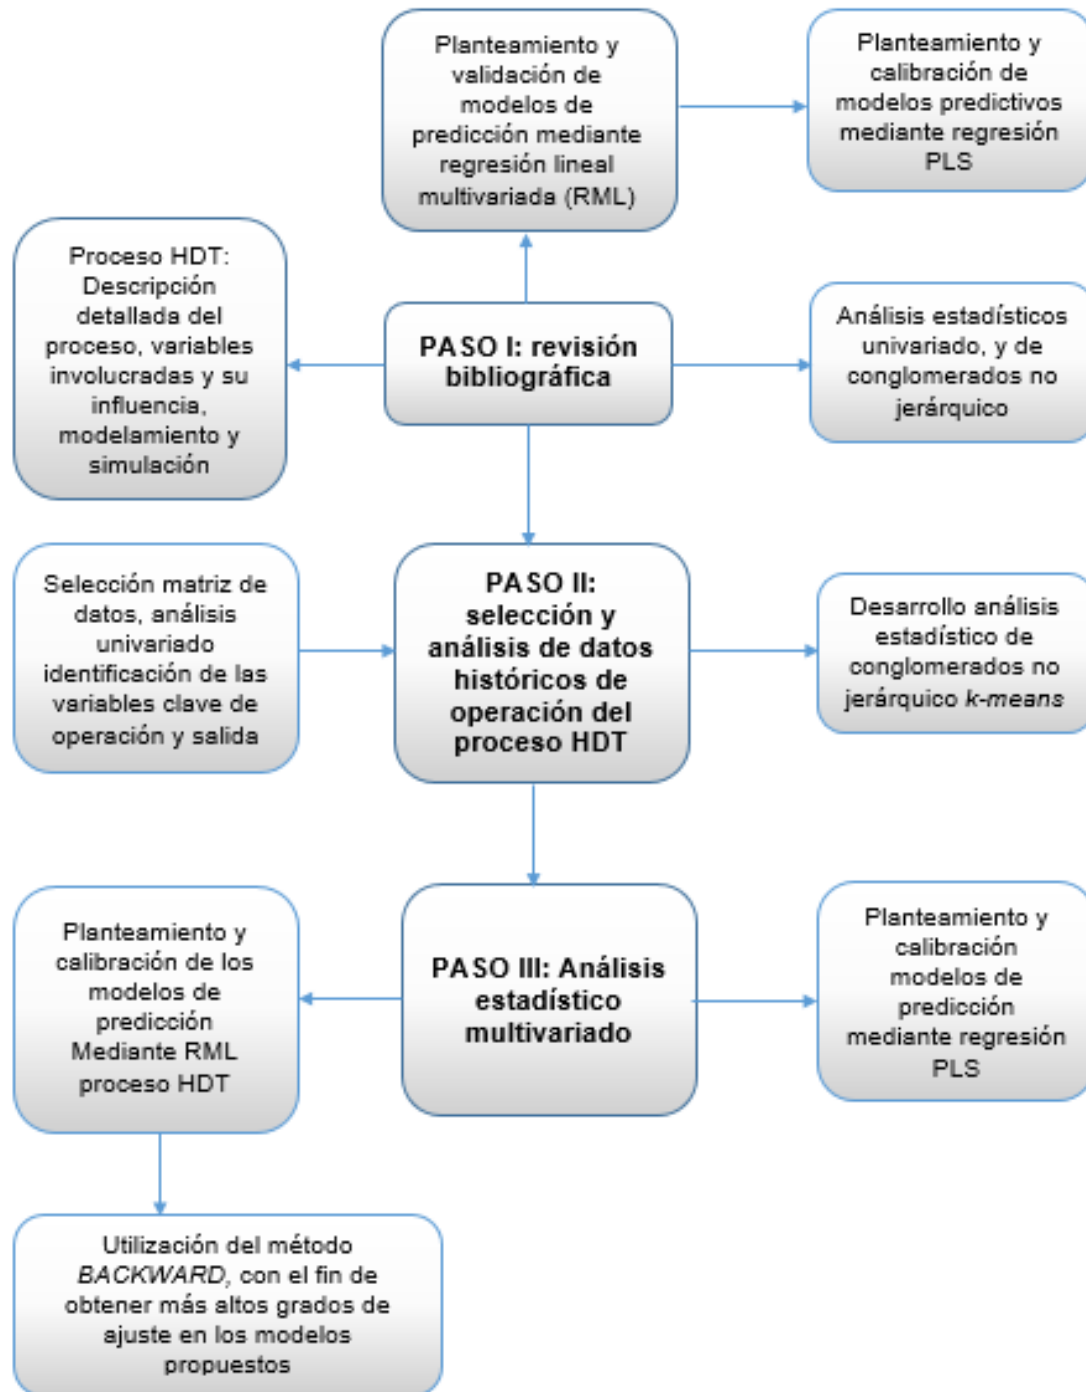 Planteamiento y
validación de
modelos de
predicción mediante
regresión lineal
multivariada (RML)
Planteamiento y
calibración de
modelos predictivos
mediante regresión
PLS
Proceso HDT:
Descripción
detallada del
proceso, variables
involucradas y su
influencia,
modelamiento y
simulación
PASO I: revisión
bibliográfica
Análisis estadísticos
univariado, y de
conglomerados no
jerárquico
Selección matriz de
datos, análisis
univariado
identificación de las
variables clave de
operación y salida
PASO II:
selección y
análisis de datos
históricos de
operación del
proceso HDT
Desarrollo análisis
estadístico de
conglomerados no
jerárquico k-means
Planteamiento y
calibración de los
modelos de
predicción
Mediante RML
proceso HDT
PASO III: Análisis
estadístico
multivariado
Planteamiento y
calibración
modelos de
predicción
mediante regresión
PLS
Utilización del método
BACKWARD, con el fin de
obtener más altos grados de
ajuste en los modelos
propuestos